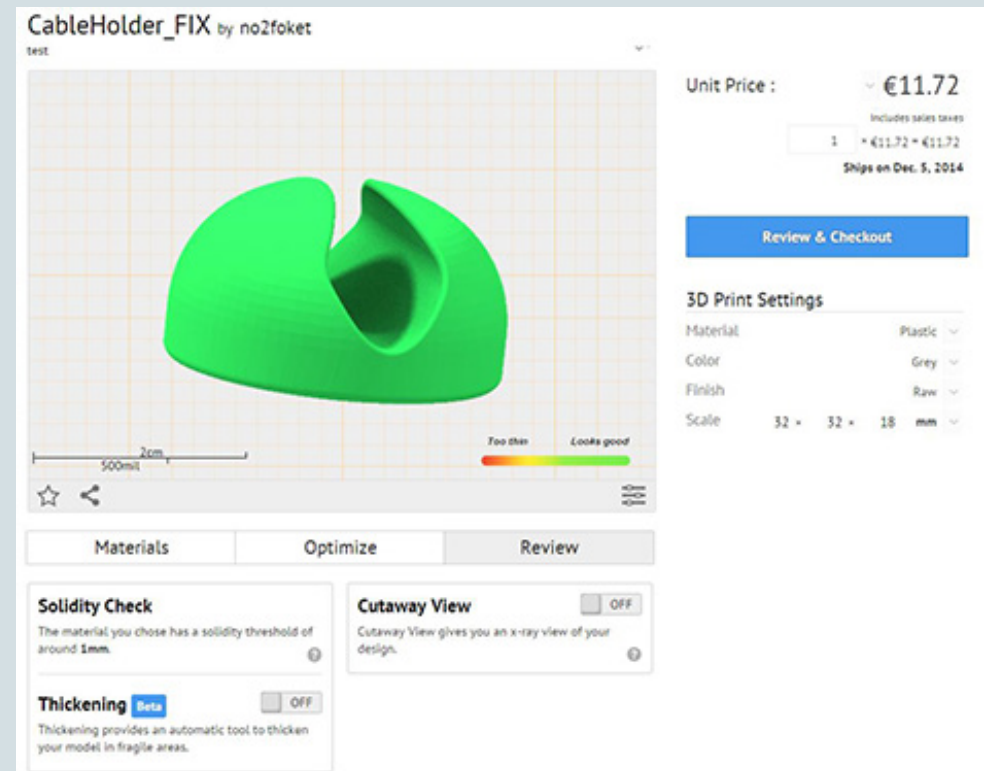 CableHolder_FIX by no2foket
test
Unit Price : €11.72
Includes sales taxes
1 × €11.72 = €11.72
Ships on Dec. 5, 2014
Review & Checkout
3D Print Settings
Material Plastic
Color Grey
Finish Raw
Scale 32 × 32 × 18 mm
Too thin Looks good
2cm
500mil
Materials Optimize Review
Solidity Check
The material you chose has a solidity threshold of
around 1mm.
Cutaway View OFF
Cutaway View gives you an x-ray view of your
design.
Thickening Beta OFF
Thickening provides an automatic tool to thicken
your model in fragile areas.